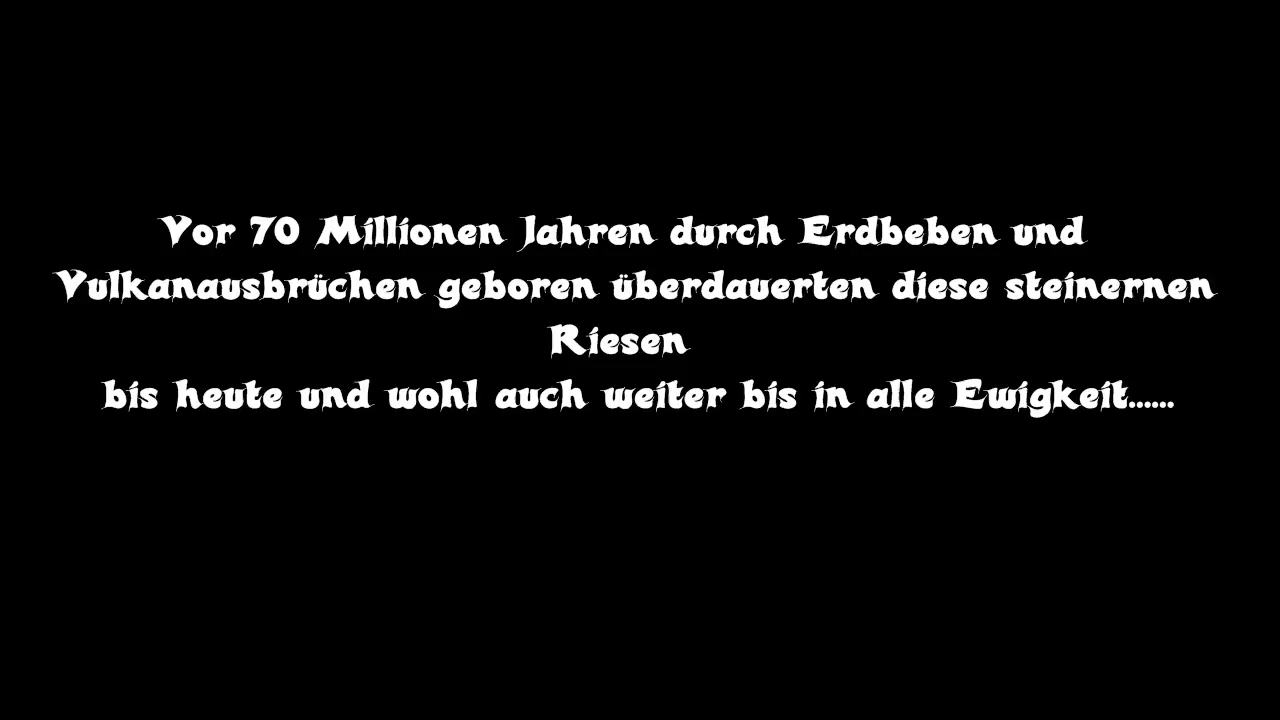 Vor 70 Millionen Jahren durch Erdbeben und
Vulkanausbrüchen geboren überdauerten diese steinernen
Riesen
bis heute und wohl auch weiter bis in alle Ewigkeit......